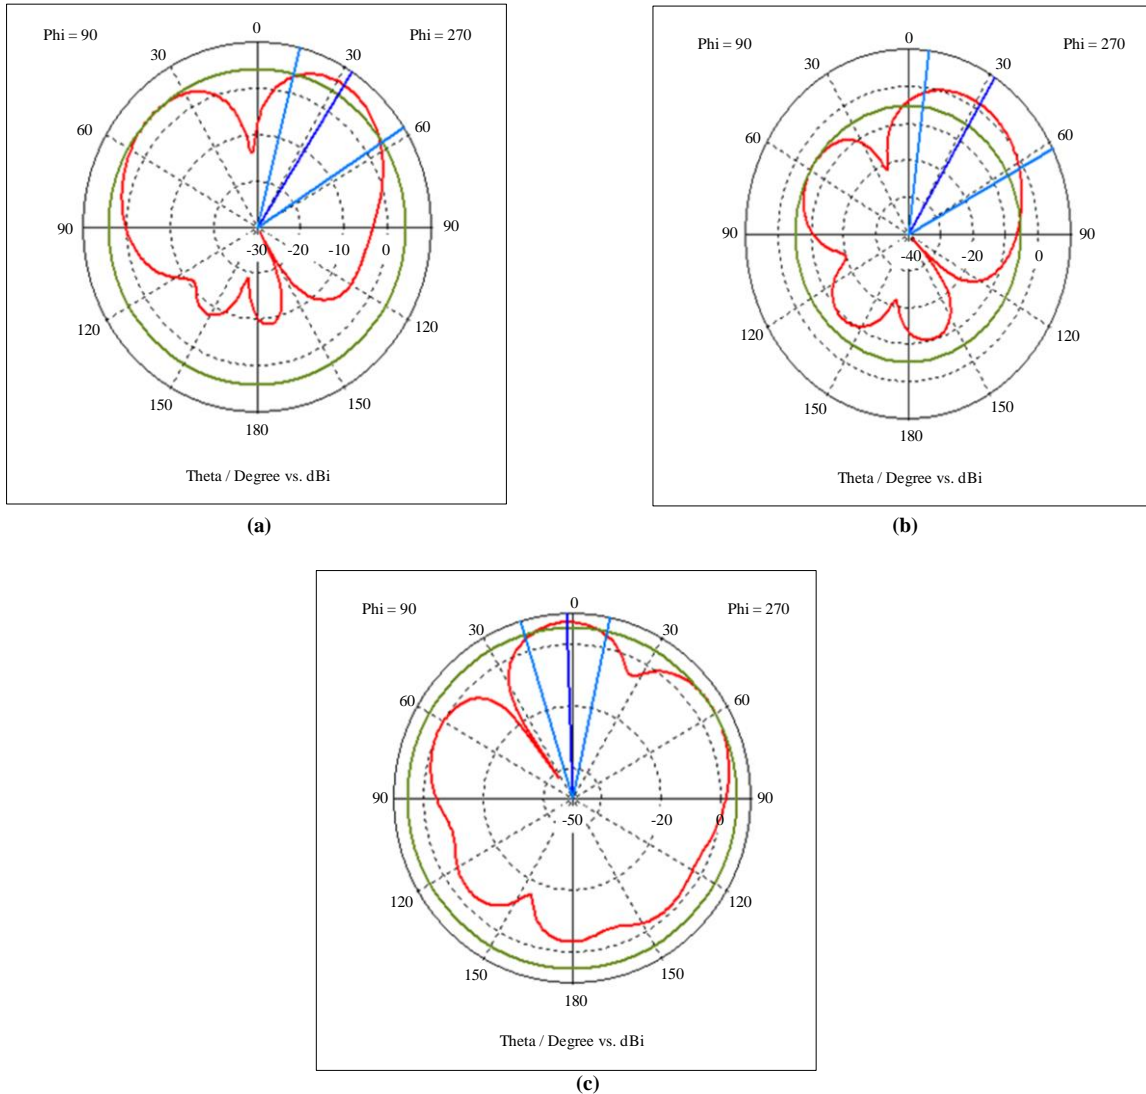 Phi = 90 0 Phi = 270
30 30
60 60
90 -30 -20 -10 0 90
120 120
150 150
180
Theta / Degree vs. dBi
(a)
Phi = 90 0 Phi = 270
30 30
60 60
90 -40 -20 0 90
120 120
150 150
180
Theta / Degree vs. dBi
(b)
Phi = 90 0 Phi = 270
30 30
60 60
90 -50 -20 0 90
120 120
150 150
180
Theta / Degree vs. dBi
(c)